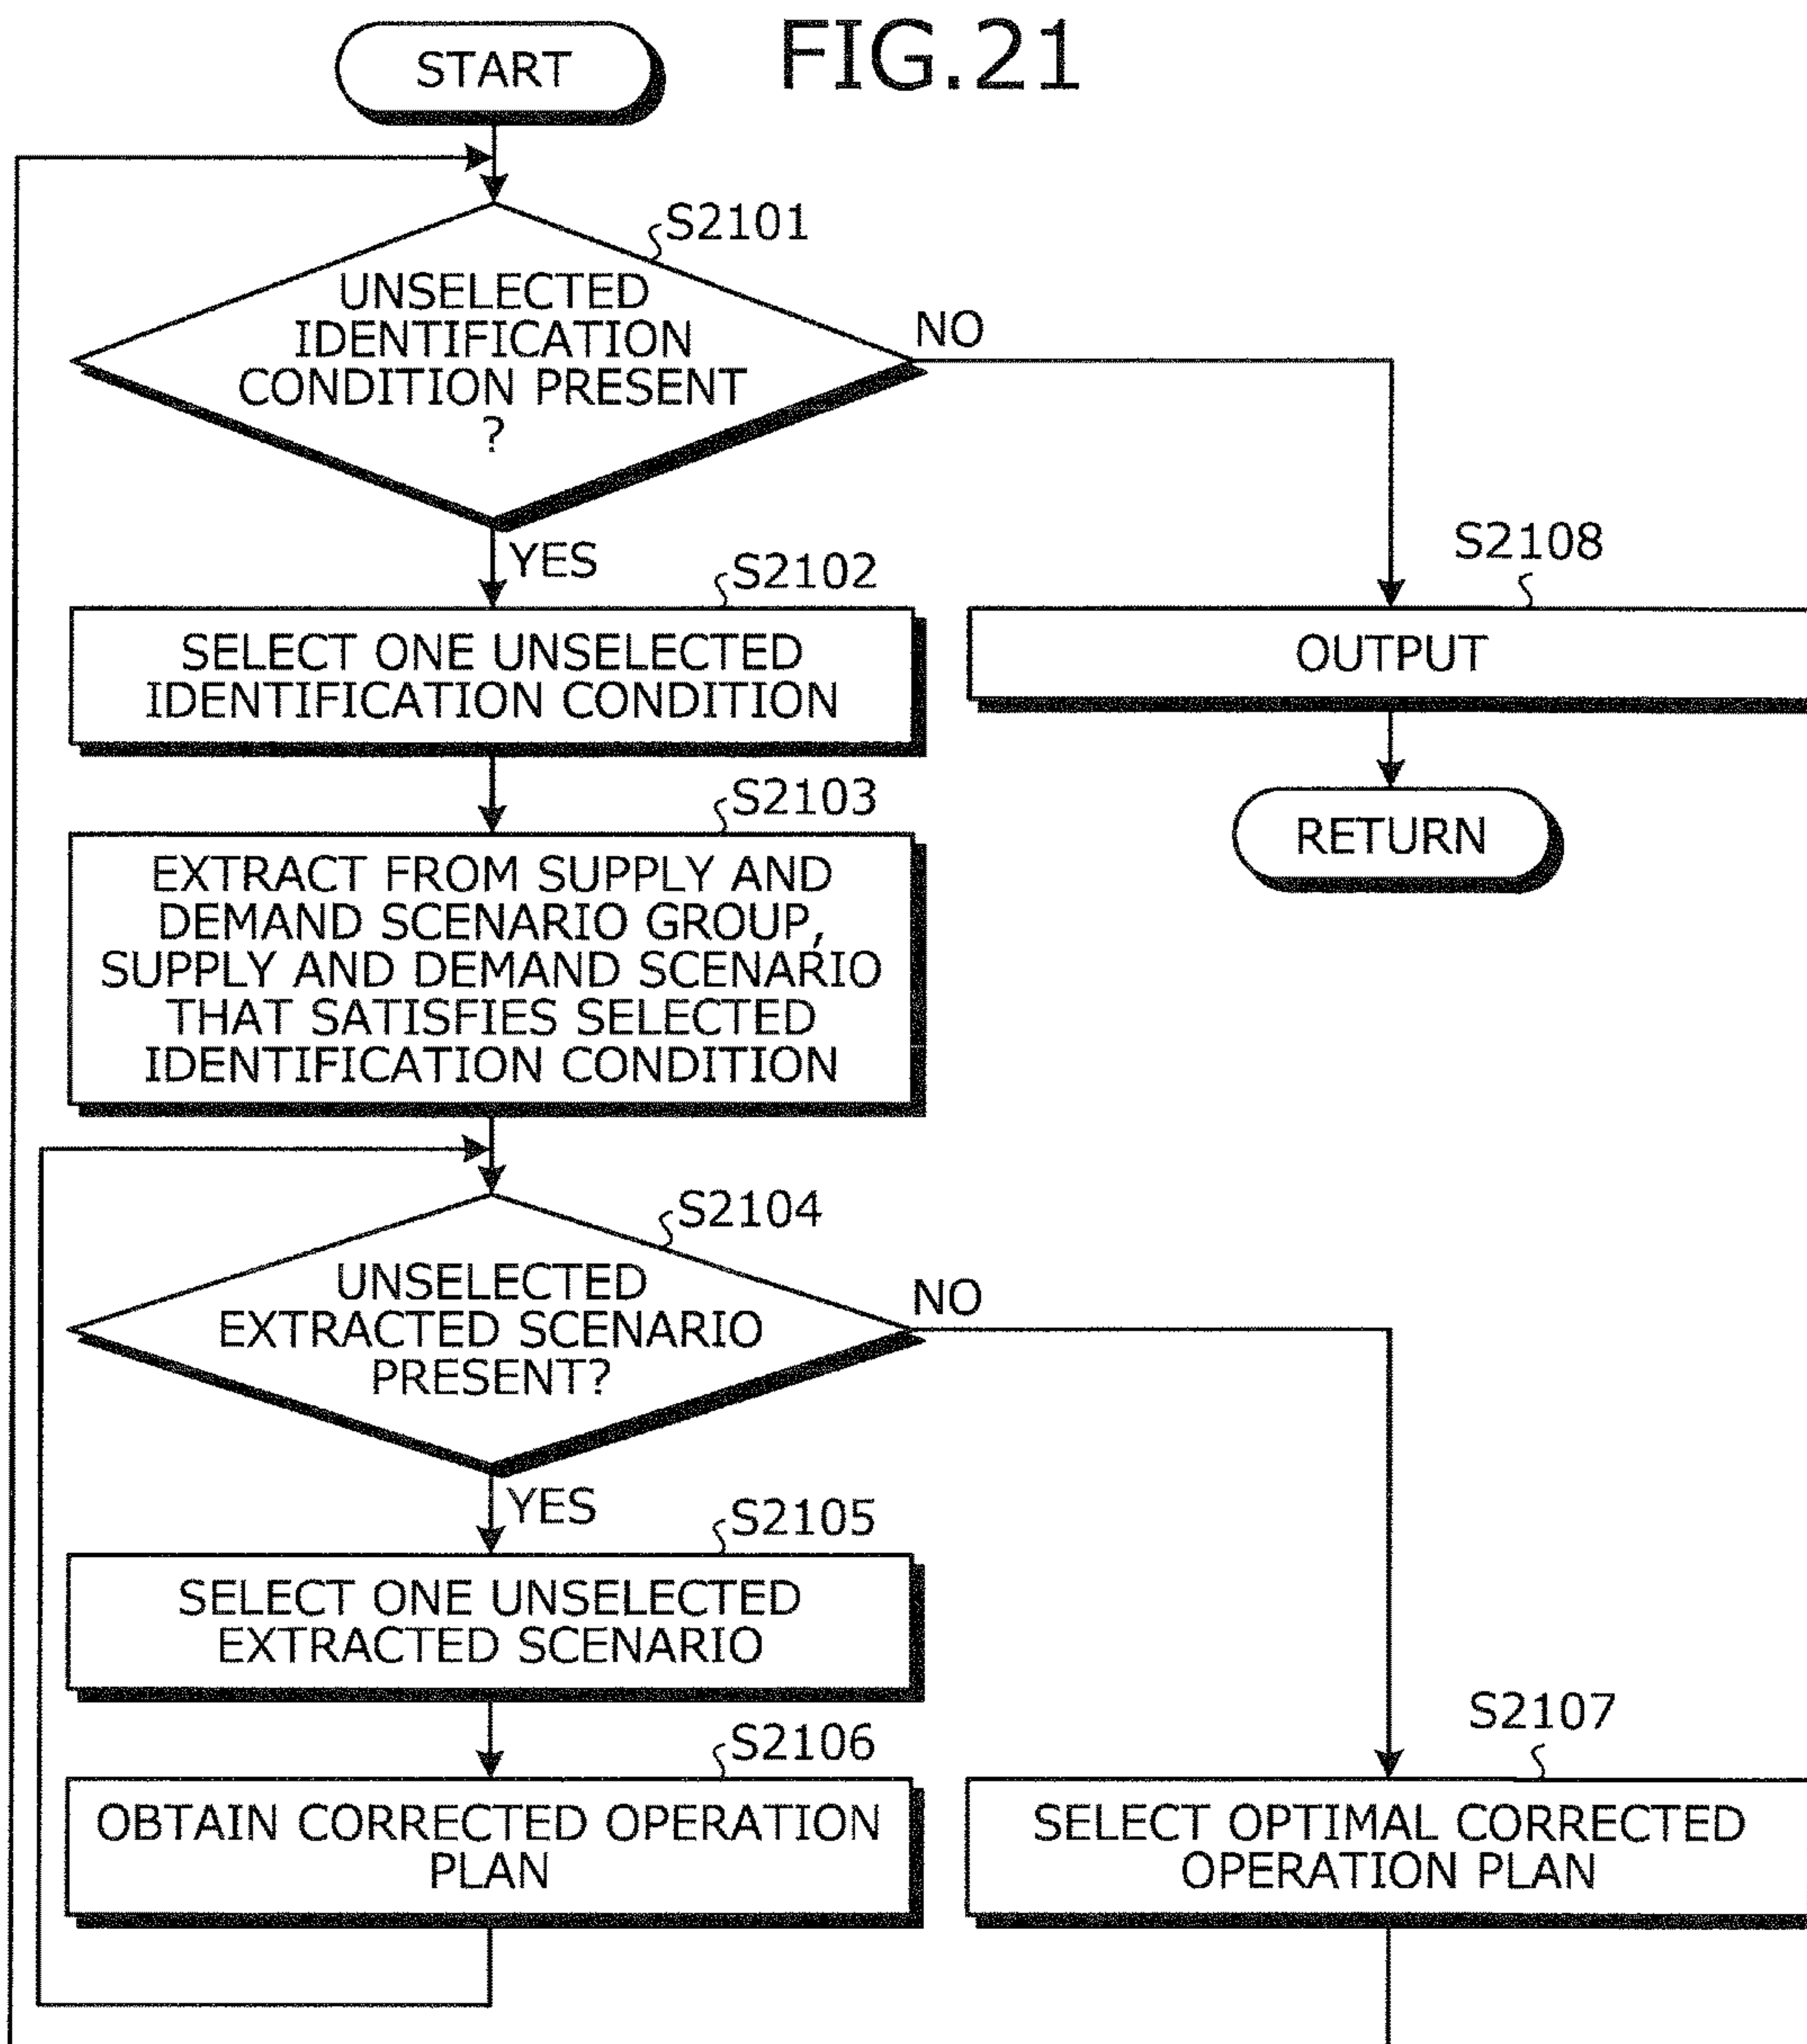 FIG.21
START
S2101
UNSELECTED
IDENTIFICATION
CONDITION PRESENT
?
NO
YES
S2102
SELECT ONE UNSELECTED
IDENTIFICATION CONDITION
S2108
OUTPUT
RETURN
S2103
EXTRACT FROM SUPPLY AND
DEMAND SCENARIO GROUP,
SUPPLY AND DEMAND SCENARIO
THAT SATISFIES SELECTED
IDENTIFICATION CONDITION
S2104
UNSELECTED
EXTRACTED SCENARIO
PRESENT?
NO
YES
S2105
SELECT ONE UNSELECTED
EXTRACTED SCENARIO
S2106
OBTAIN CORRECTED OPERATION
PLAN
S2107
SELECT OPTIMAL CORRECTED
OPERATION PLAN